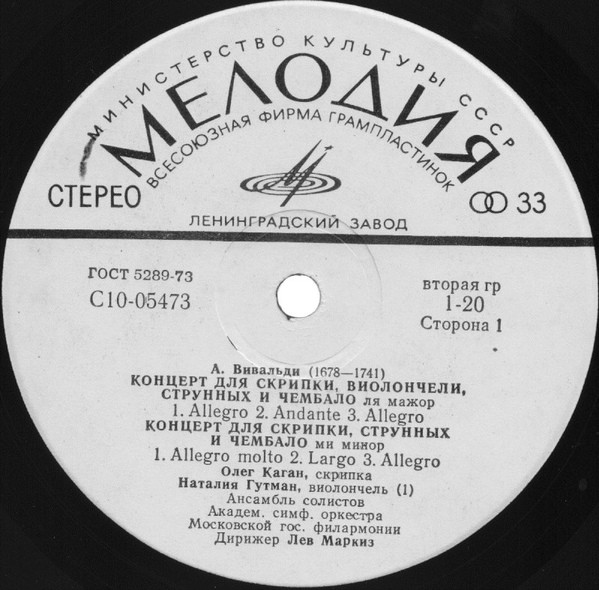 МИНИСТЕРСТВО КУЛЬТУРЫ СССР
МЕЛОДИЯ
ВСЕСОЮЗНАЯ ФИРМА ГРАМПЛАСТИНОК
СТЕРЕО
33
ЛЕНИНГРАДСКИЙ ЗАВОД
ГОСТ 5289-73
С10-05473
вторая гр
1-20
Сторона 1
А. Вивальди (1678—1741)
КОНЦЕРТ ДЛЯ СКРИПКИ, ВИОЛОНЧЕЛИ,
СТРУННЫХ И ЧЕМБАЛО ля мажор
1. Allegro 2. Andante 3. Allegro
КОНЦЕРТ ДЛЯ СКРИПКИ, СТРУННЫХ
И ЧЕМБАЛО ми минор
1. Allegro molto 2. Largo 3. Allegro
Олег Каган, скрипка
Наталия Гутман, виолончель (1)
Ансамбль солистов
Академ. симф. оркестра
Московской гос. филармонии
Дирижер Лев Маркиз